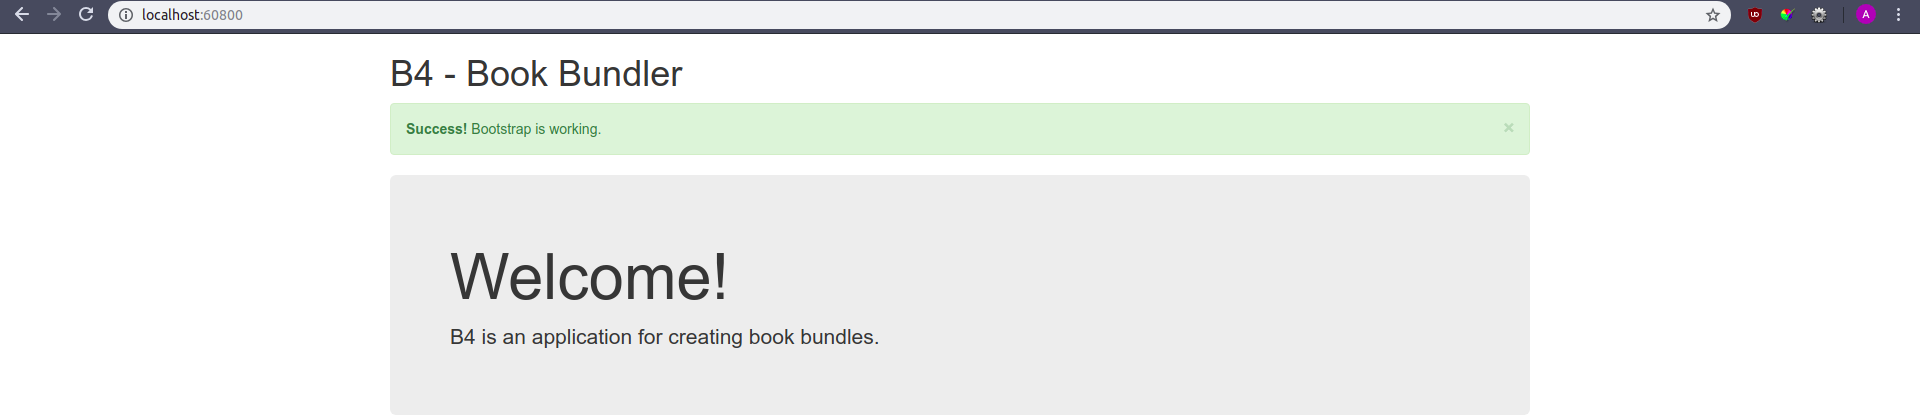 localhost:60800
A
B4 - Book Bundler
Success! Bootstrap is working.
×
Welcome!
B4 is an application for creating book bundles.